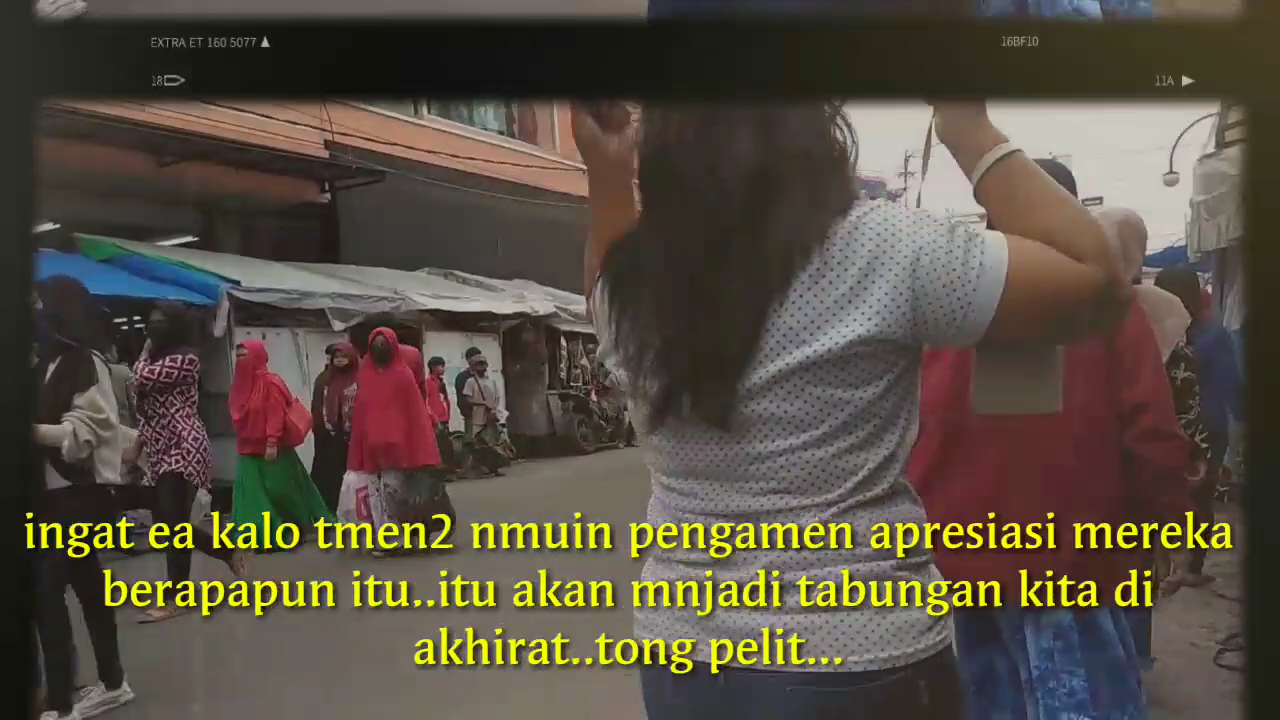 EXTRA ET 160 5077 ▲ 16BF10
18 11A ▶
ingat ea kalo tmen2 nmuin pengamen apresiasi mereka
berapapun itu..itu akan mnjadi tabungan kita di
akhirat..tong pelit...